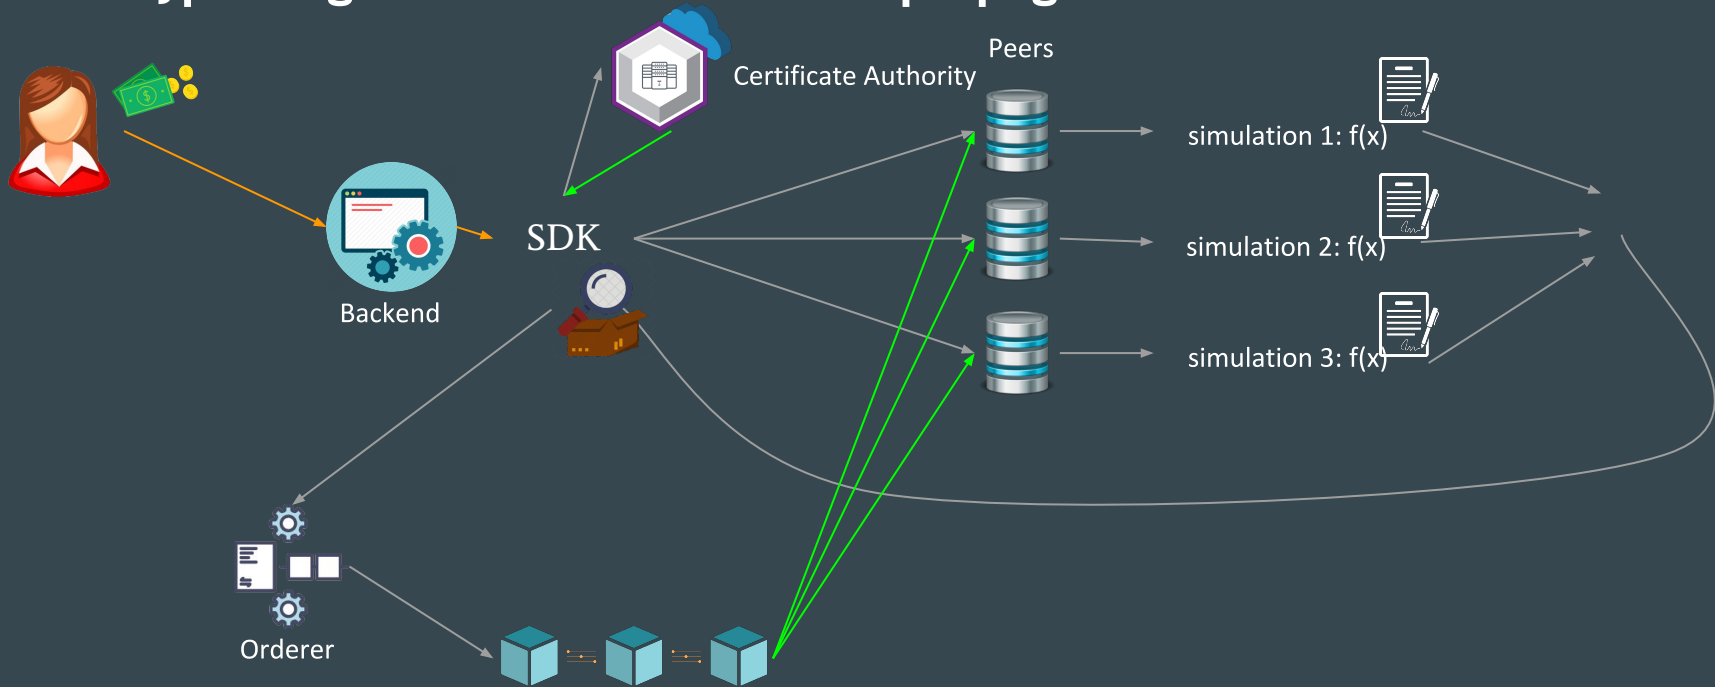 Peers
Certificate Authority
simulation 1: f(x)
SDK
simulation 2: f(x)
Backend
simulation 3: f(x)
Orderer